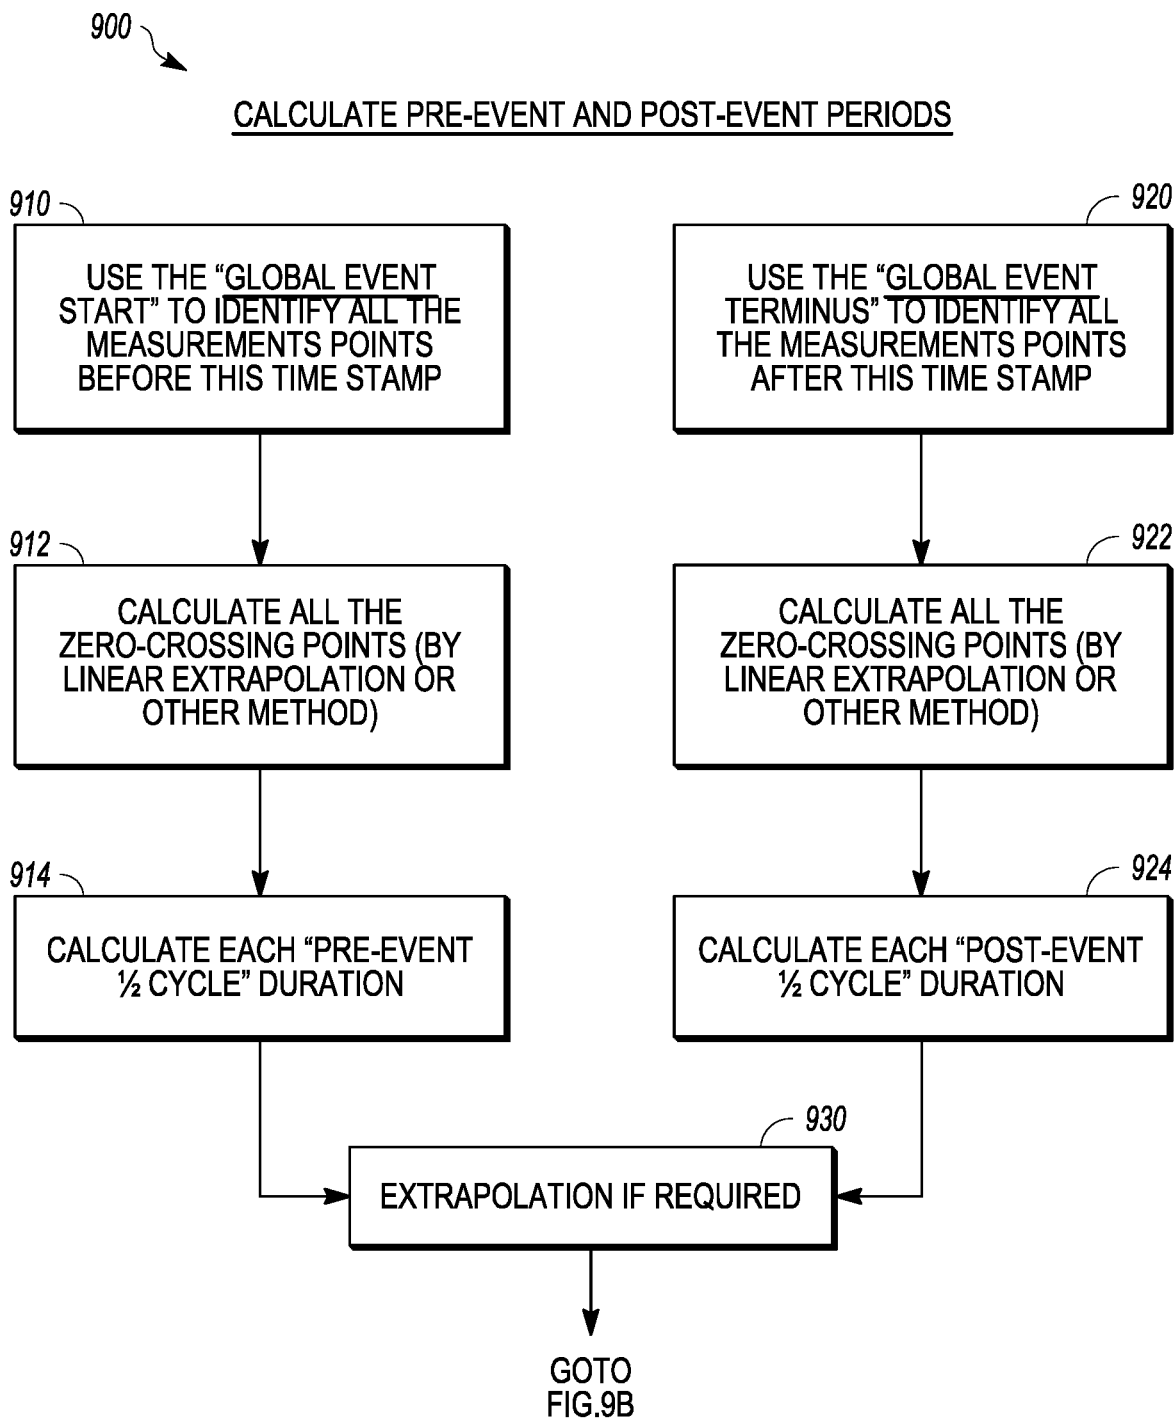 900
CALCULATE PRE-EVENT AND POST-EVENT PERIODS
910
USE THE “GLOBAL EVENT
START” TO IDENTIFY ALL THE
MEASUREMENTS POINTS
BEFORE THIS TIME STAMP
920
USE THE “GLOBAL EVENT
TERMINUS” TO IDENTIFY ALL
THE MEASUREMENTS POINTS
AFTER THIS TIME STAMP
912
CALCULATE ALL THE
ZERO-CROSSING POINTS (BY
LINEAR EXTRAPOLATION OR
OTHER METHOD)
922
CALCULATE ALL THE
ZERO-CROSSING POINTS (BY
LINEAR EXTRAPOLATION OR
OTHER METHOD)
914
CALCULATE EACH “PRE-EVENT
½ CYCLE” DURATION
924
CALCULATE EACH “POST-EVENT
½ CYCLE” DURATION
930
EXTRAPOLATION IF REQUIRED
GOTO
FIG.9B